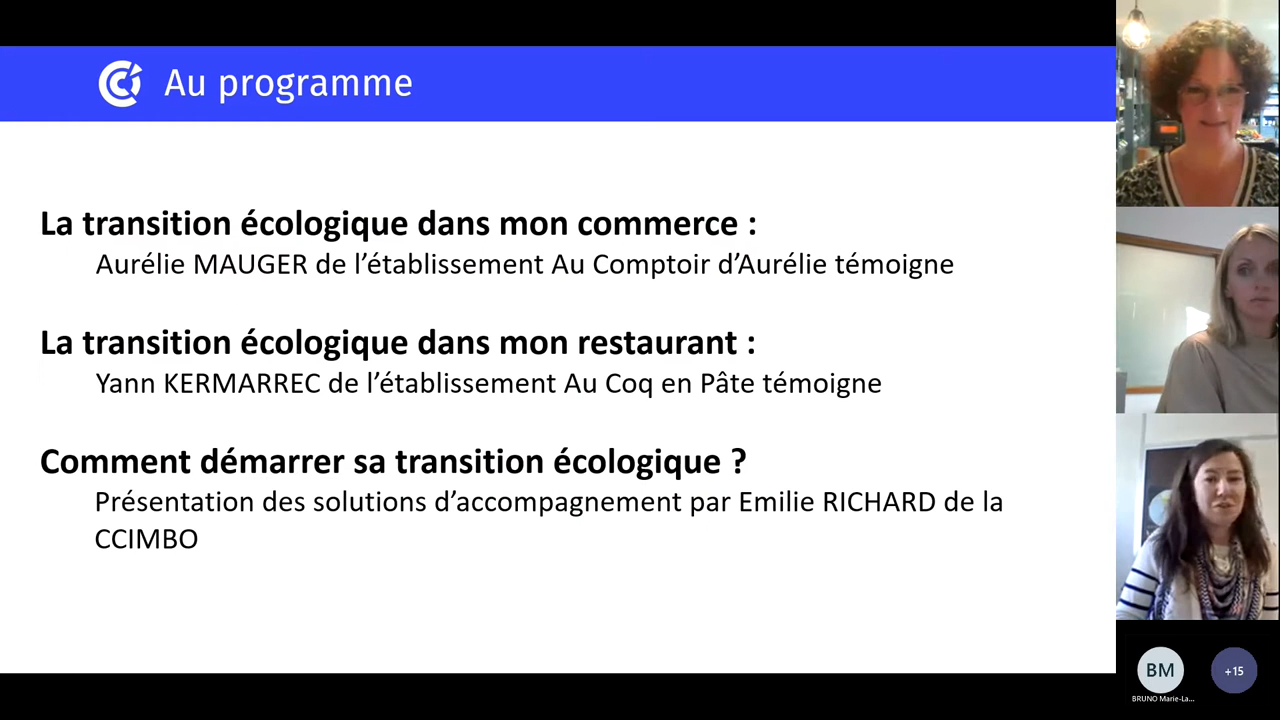 Au programme
La transition écologique dans mon commerce :
Aurélie MAUGER de l’établissement Au Comptoir d’Aurélie témoigne
La transition écologique dans mon restaurant :
Yann KERMARREC de l’établissement Au Coq en Pâte témoigne
Comment démarrer sa transition écologique ?
Présentation des solutions d’accompagnement par Emilie RICHARD de la
CCIMBO
BM
+15
BRUNO Marie-La...